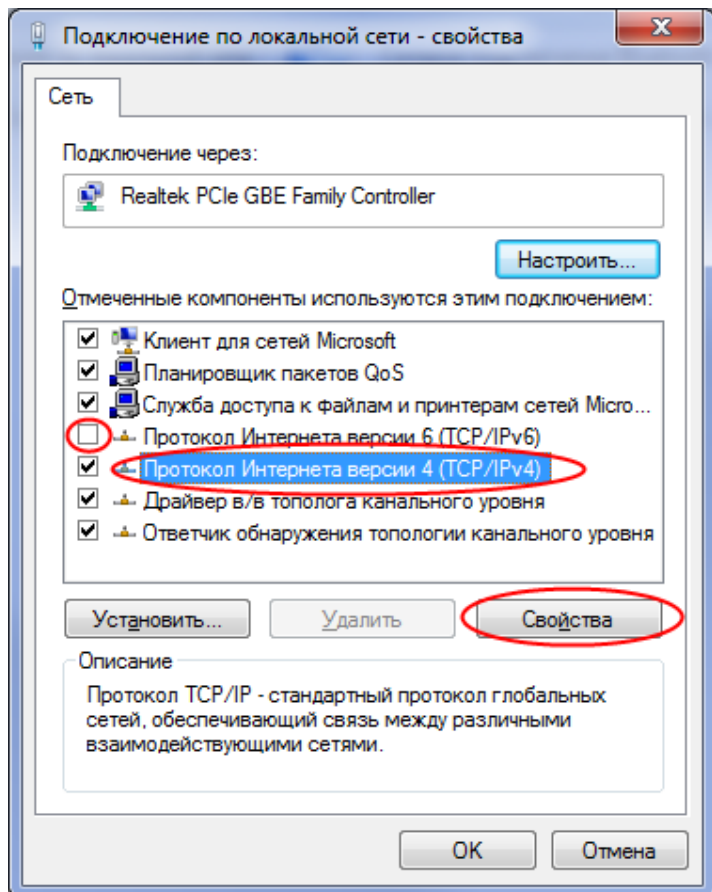 Подключение по локальной сети - свойства
Сеть
Подключение через:
Realtek PCIe GBE Family Controller
Настроить...
Отмеченные компоненты используются этим подключением:
Клиент для сетей Microsoft
Планировщик пакетов QoS
Служба доступа к файлам и принтерам сетей Micro...
Протокол Интернета версии 6 (TCP/IPv6)
Протокол Интернета версии 4 (TCP/IPv4)
Драйвер в/в тополога канального уровня
Ответчик обнаружения топологии канального уровня
Установить... Удалить Свойства
Описание
Протокол TCP/IP - стандартный протокол глобальных
сетей, обеспечивающий связь между различными
взаимодействующими сетями.
OK Отмена